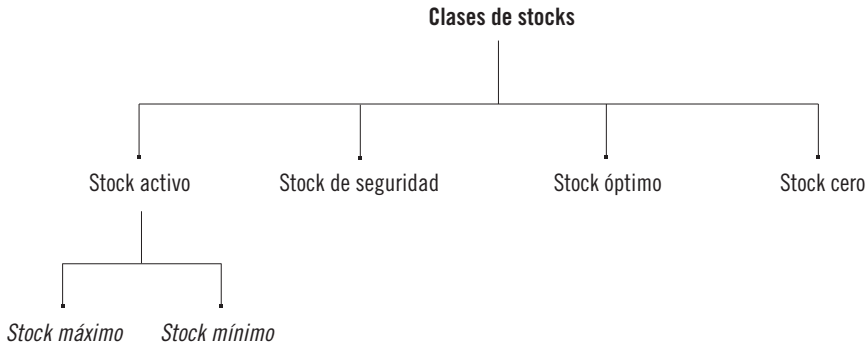 Clases de stocks
Stock activo
Stock de seguridad
Stock óptimo
Stock cero
Stock máximo
Stock mínimo